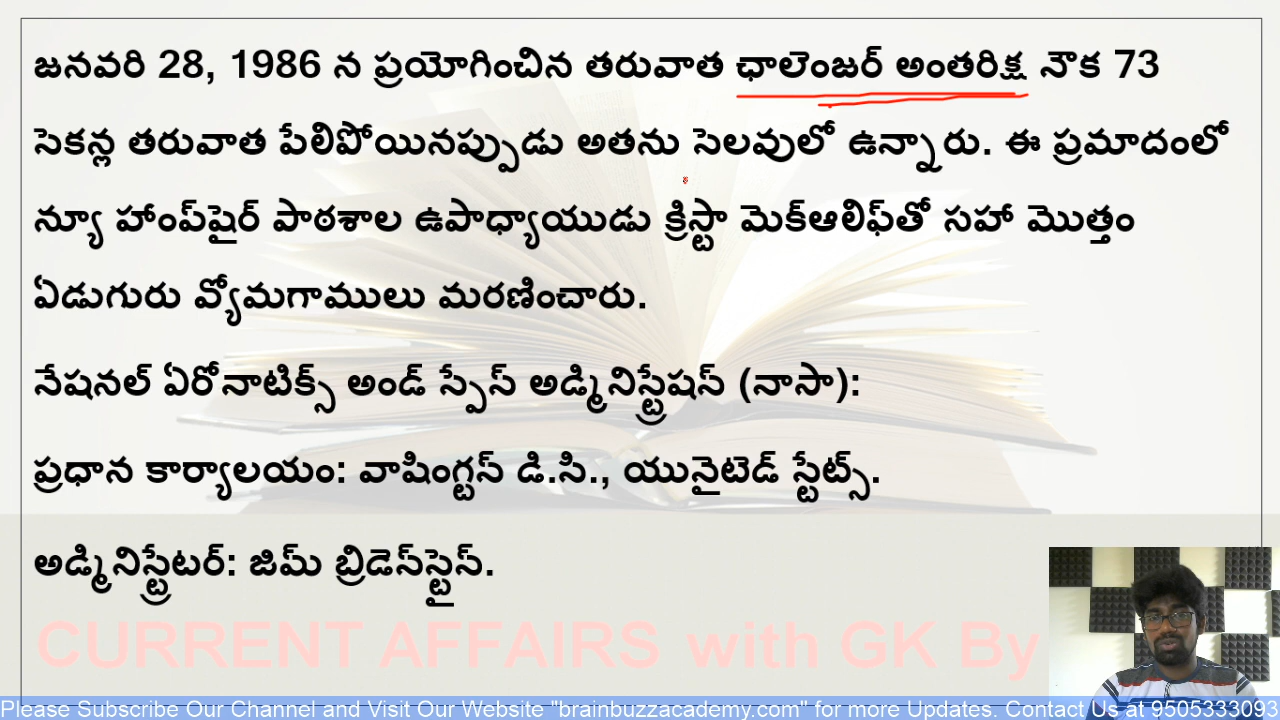 జనవరి 28, 1986 న ప్రయోగించిన తరువాత ఛాలెంజర్ అంతరిక్ష నౌక 73
సెకన్ల తరువాత పేలిపోయినప్పుడు అతను సెలవులో ఉన్నారు. ఈ ప్రమాదంలో
న్యూ హాంప్‌షైర్ పాఠశాల ఉపాధ్యాయుడు క్రిస్టా మెక్ఆలిఫ్‌తో సహా మొత్తం
ఏడుగురు వ్యోమగాములు మరణించారు.
నేషనల్ ఏరోనాటిక్స్ అండ్ స్పేస్ అడ్మినిస్ట్రేషన్ (నాసా):
ప్రధాన కార్యాలయం: వాషింగ్టన్ డి.సి., యునైటెడ్ స్టేట్స్.
అడ్మినిస్ట్రేటర్: జిమ్ బ్రిడెన్‌స్టైన్.
CURRENT AFFAIRS with GK By
Please Subscribe Our Channel and Visit Our Website "brainbuzzacademy.com" for more Updates. Contact Us at 9505333093